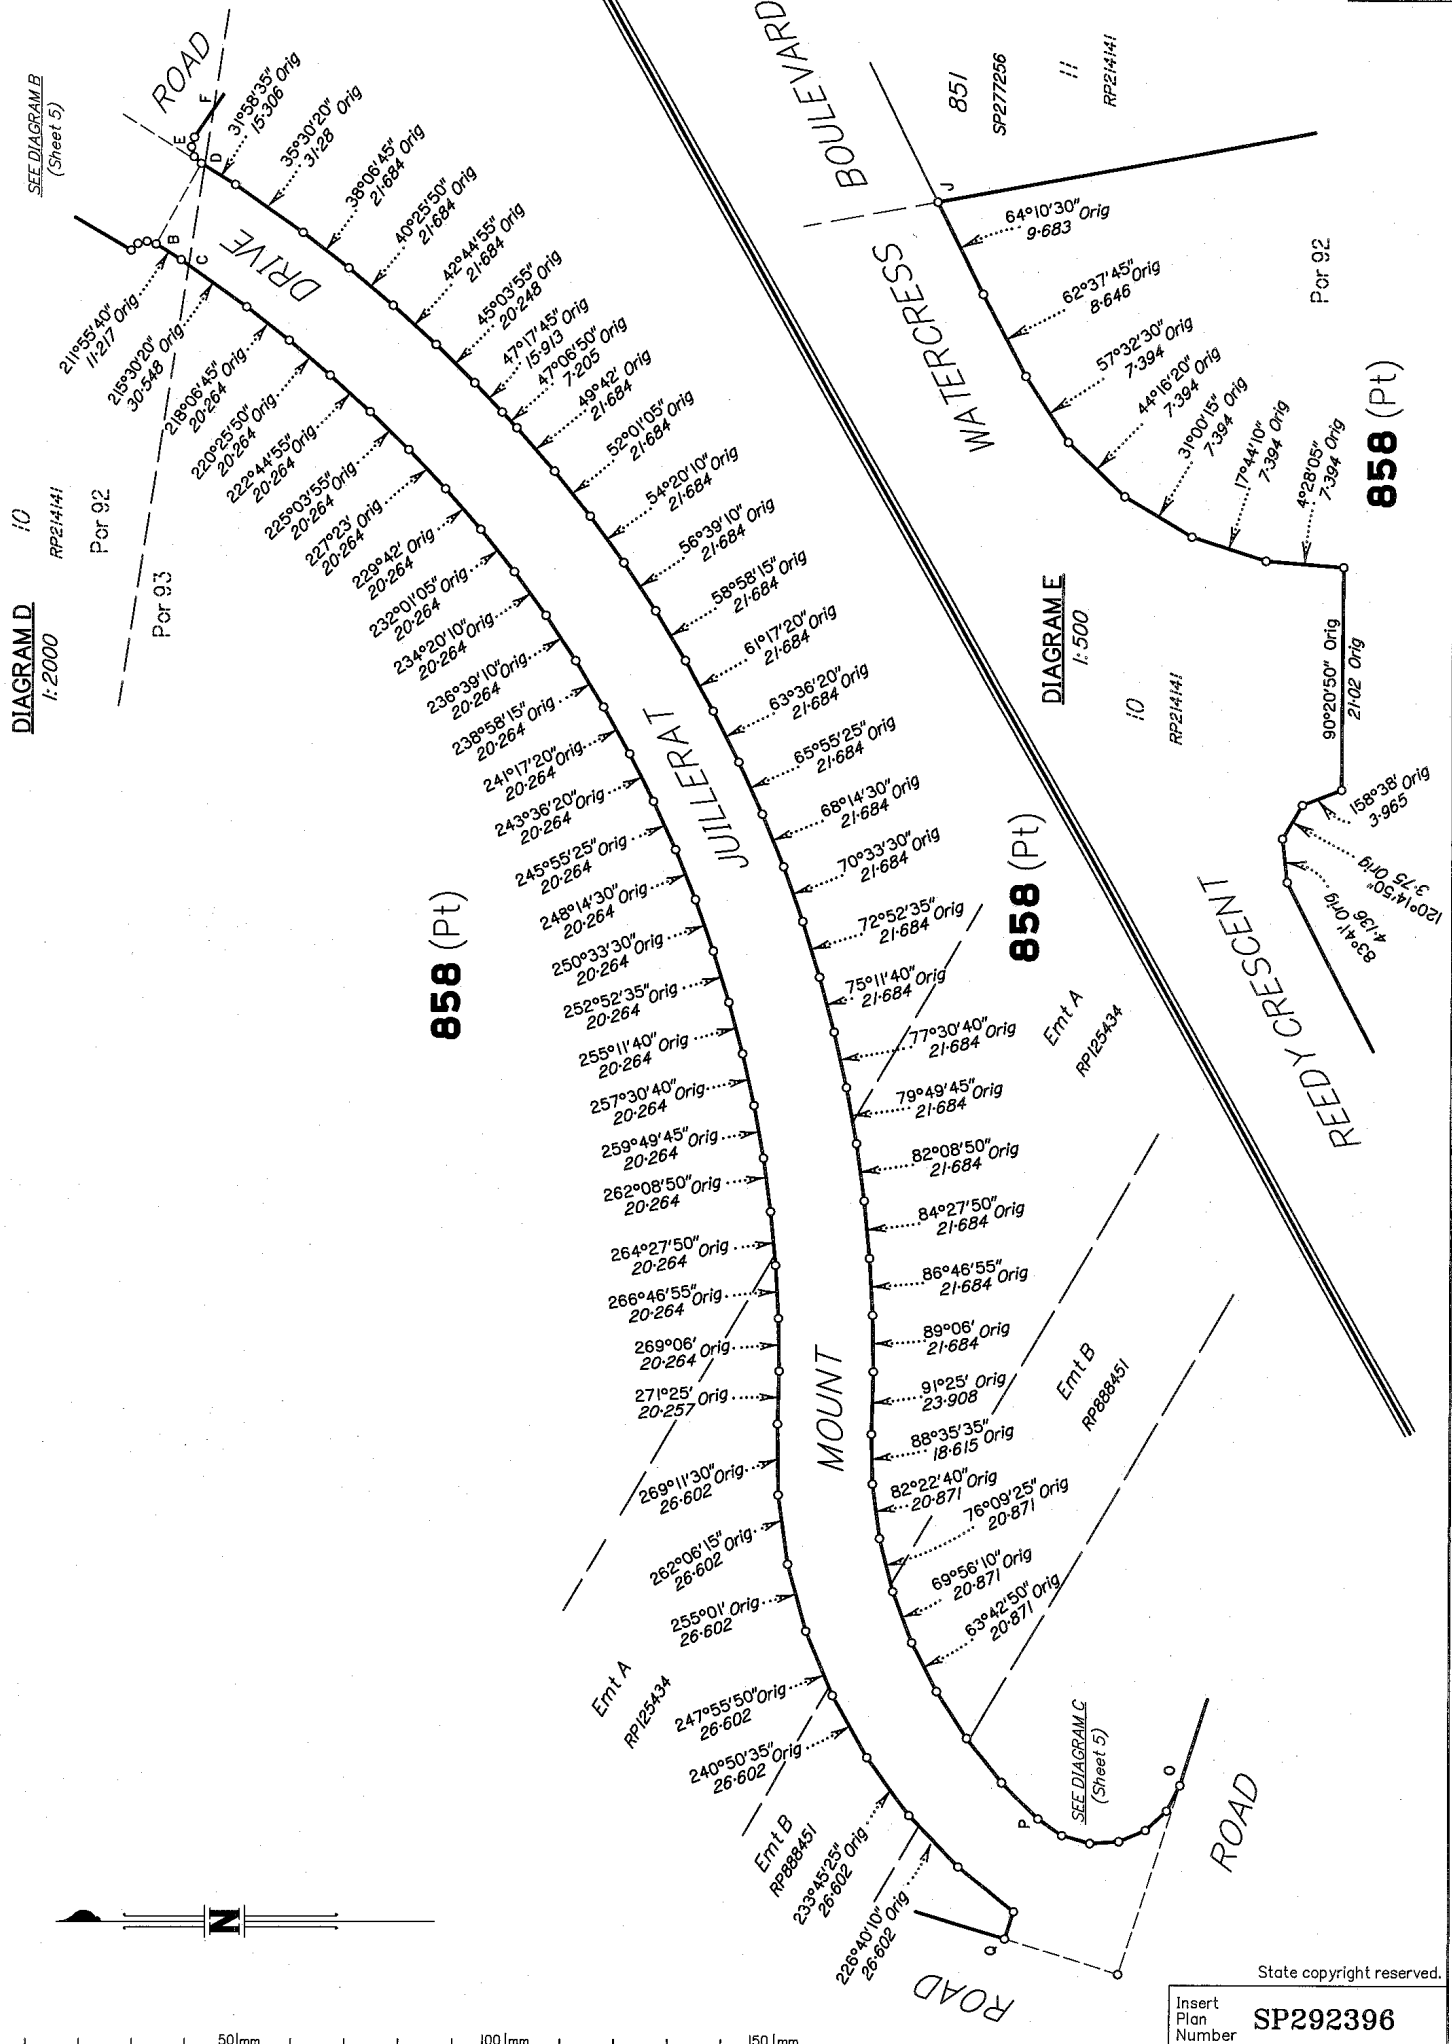 DIAGRAM D
1:2000
10
RP214141
Por 92
Por 93
SEE DIAGRAM B
(Sheet 5)
ROAD
E
F
D
B
C
DRIVE
JUILLERAT
MOUNT
211°55'40" Orig
11·217
215°30'20" Orig
30·548
218°06'45" Orig
20·264
220°25'50" Orig
20·264
222°44'55" Orig
20·264
225°03'55" Orig
20·264
227°23' Orig
20·264
229°42' Orig
20·264
232°01'05" Orig
20·264
234°20'10" Orig
20·264
236°39'10" Orig
20·264
238°58'15" Orig
20·264
241°17'20" Orig
20·264
243°36'20" Orig
20·264
245°55'25" Orig
20·264
248°14'30" Orig
20·264
250°33'30" Orig
20·264
252°52'35" Orig
20·264
255°11'40" Orig
20·264
257°30'40" Orig
20·264
259°49'45" Orig
20·264
262°08'50" Orig
20·264
264°27'50" Orig
20·264
266°46'55" Orig
20·264
269°06' Orig
20·264
271°25' Orig
20·257
269°11'30" Orig
26·602
262°06'15" Orig
26·602
255°01' Orig
26·602
247°55'50" Orig
26·602
240°50'35" Orig
26·602
233°45'25" Orig
26·602
226°40'10" Orig
26·602
31°58'35" Orig
15·306
35°30'20" Orig
31·28
38°06'45" Orig
21·684
40°25'50" Orig
21·684
42°44'55" Orig
21·684
45°03'55" Orig
20·248
47°17'45" Orig
15·913
47°06'50" Orig
7·205
49°42' Orig
21·684
52°01'05" Orig
21·684
54°20'10" Orig
21·684
56°39'10" Orig
21·684
58°58'15" Orig
21·684
61°17'20" Orig
21·684
63°36'20" Orig
21·684
65°55'25" Orig
21·684
68°14'30" Orig
21·684
70°33'30" Orig
21·684
72°52'35" Orig
21·684
75°11'40" Orig
21·684
77°30'40" Orig
21·684
79°49'45" Orig
21·684
82°08'50" Orig
21·684
84°27'50" Orig
21·684
86°46'55" Orig
21·684
89°06' Orig
21·684
91°25' Orig
23·908
88°35'35" Orig
18·615
82°22'40" Orig
20·871
76°09'25" Orig
20·871
69°56'10" Orig
20·871
63°42'50" Orig
20·871
858 (Pt)
858 (Pt)
Emt A
RP125434
Emt B
RP888451
Emt A
RP125434
Emt B
RP888451
SEE DIAGRAM C
(Sheet 5)
P
O
Q
ROAD
ROAD
N
DIAGRAM E
1:500
10
RP214141
WATERCRESS
BOULEVARD
851
SP277256
11
RP214141
J
64°10'30" Orig
9·683
62°37'45" Orig
8·646
57°32'30" Orig
7·394
44°16'20" Orig
7·394
31°00'15" Orig
7·394
17°44'10" Orig
7·394
4°28'05" Orig
7·394
Por 92
858 (Pt)
90°20'50" Orig
21·02 Orig
158°38' Orig
3·965
120°14'50" Orig
3·75
83°41' Orig
4·136
REEDY CRESCENT
50mm
100mm
150mm
State copyright reserved.
Insert
Plan
Number
SP292396